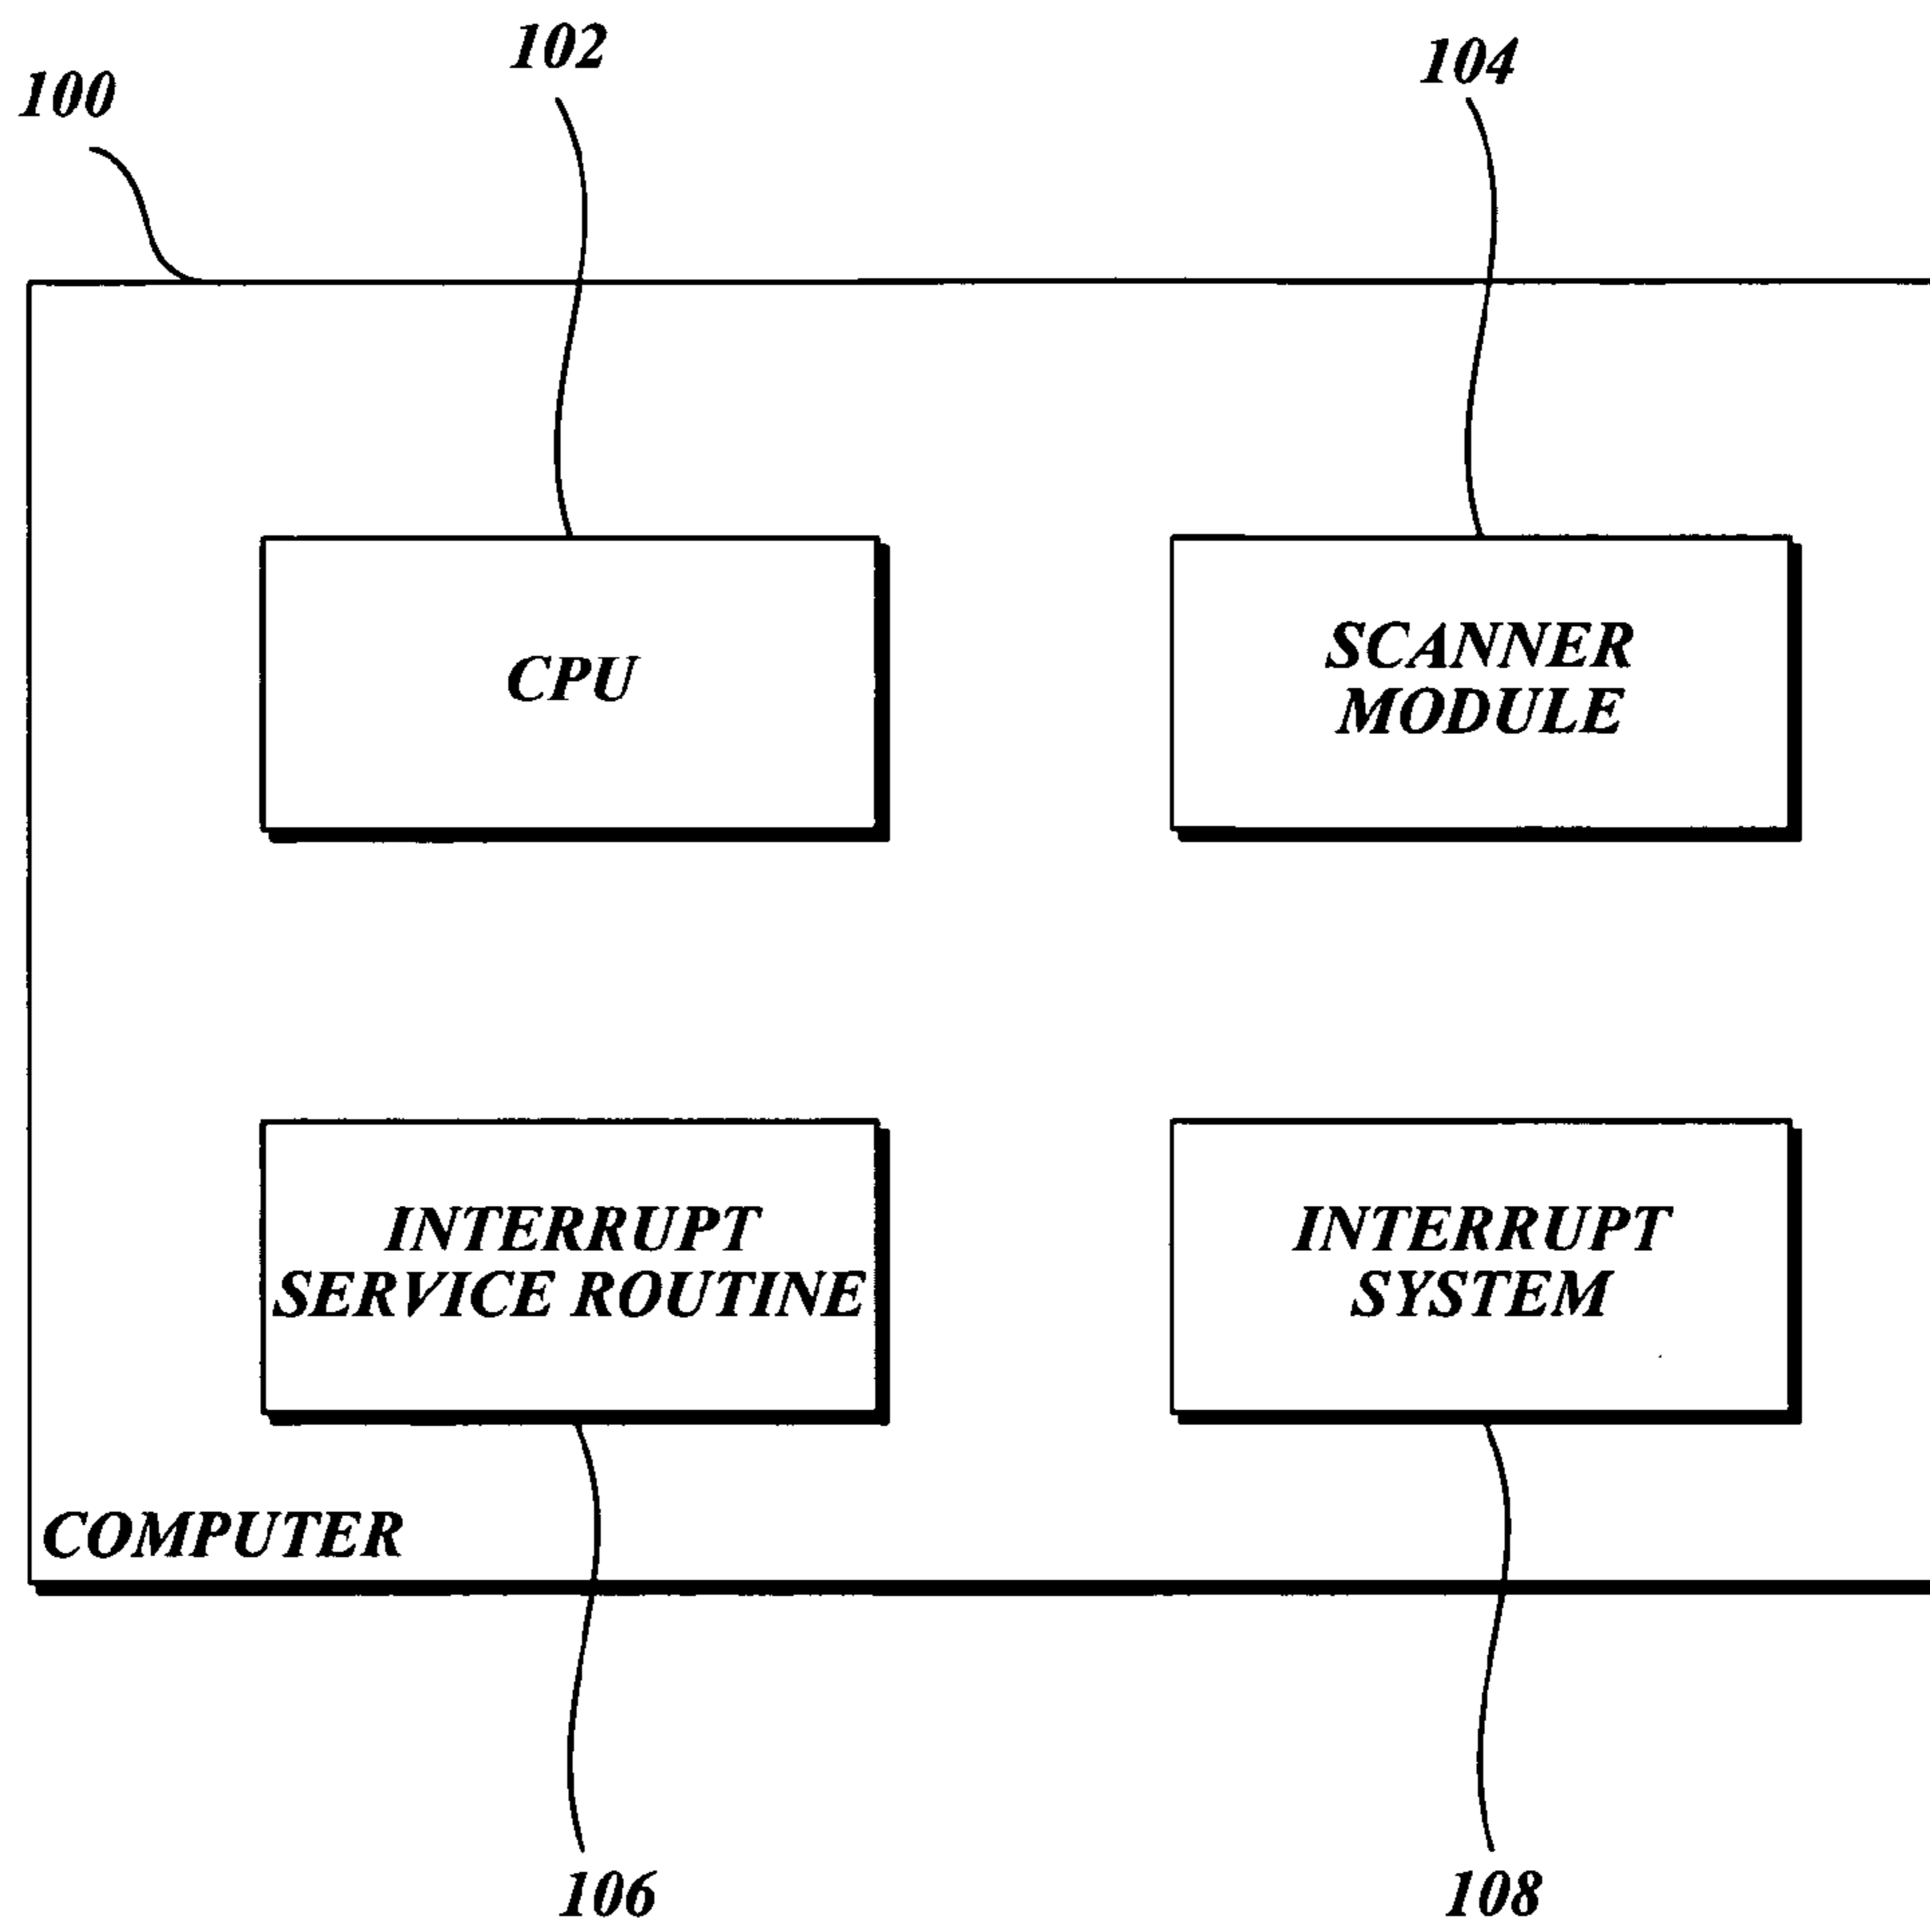 102
104
100
CPU
SCANNER
MODULE
INTERRUPT
SERVICE ROUTINE
INTERRUPT
SYSTEM
COMPUTER
106
108